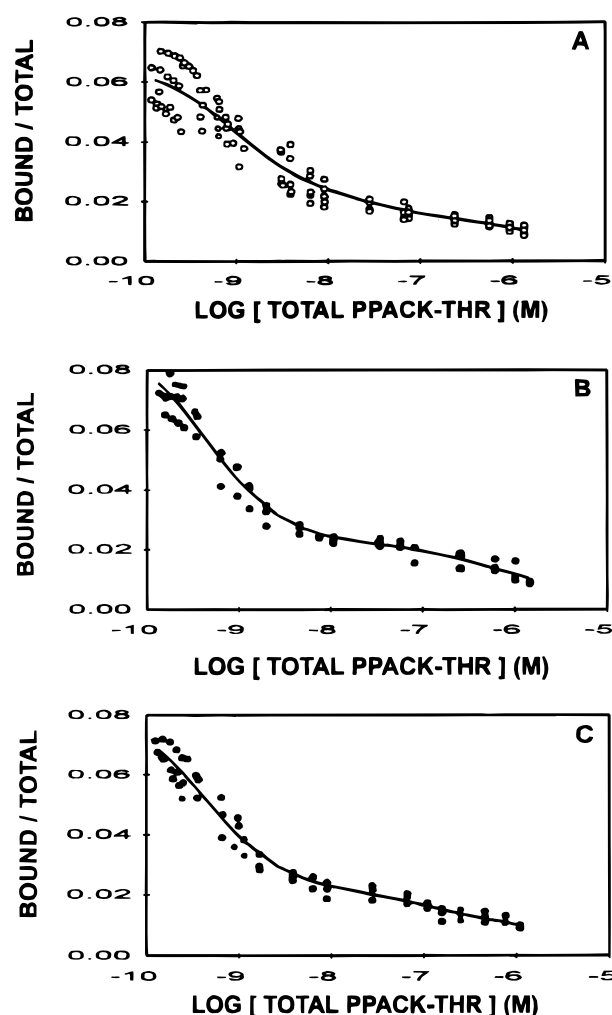 0.08
A
0.06
0.04
0.02
0.00
BOUND / TOTAL
-10 -9 -8 -7 -6 -5
LOG [ TOTAL PPACK-THR ] (M)
0.08
B
0.06
0.04
0.02
0.00
BOUND / TOTAL
-10 -9 -8 -7 -6 -5
LOG [ TOTAL PPACK-THR ] (M)
0.08
C
0.06
0.04
0.02
0.00
BOUND / TOTAL
-10 -9 -8 -7 -6 -5
LOG [ TOTAL PPACK-THR ] (M)